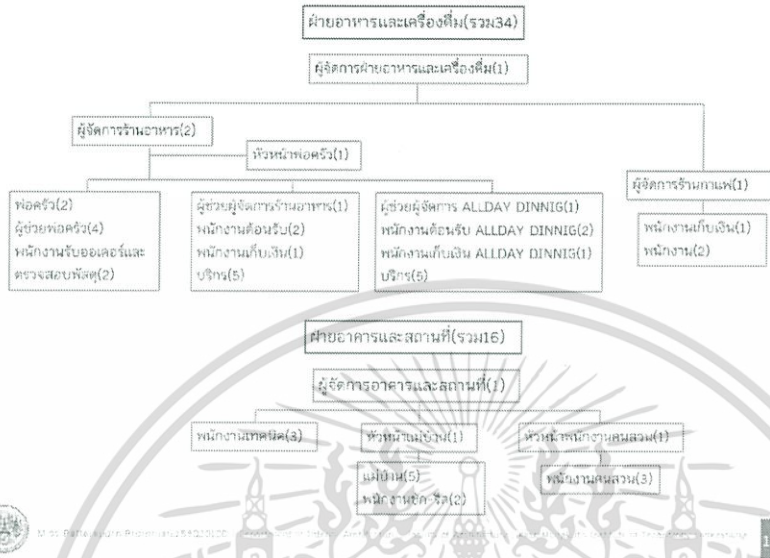 ฝ่ายอาหารและเครื่องดื่ม(รวม34)
ผู้จัดการฝ่ายอาหารและเครื่องดื่ม(1)
ผู้จัดการร้านอาหาร(2)
หัวหน้าพ่อครัว(1)
ผู้จัดการร้านกาแฟ(1)
พ่อครัว(2)
ผู้ช่วยพ่อครัว(4)
พนักงานรับออเดอร์และ
ตรวจสอบพัสดุ(2)
ผู้ช่วยผู้จัดการร้านอาหาร(1)
พนักงานต้อนรับ(2)
พนักงานเก็บเงิน(1)
บริกร(5)
ผู้ช่วยผู้จัดการ ALLDAY DINNIG(1)
พนักงานต้อนรับ ALLDAY DINNIG(2)
พนักงานเก็บเงิน ALLDAY DINNIG(1)
บริกร(5)
พนักงานเก็บเงิน(1)
พนักงาน(2)
ฝ่ายอาคารและสถานที่(รวม16)
ผู้จัดการอาคารและสถานที่(1)
พนักงานเทคนิค(3)
หัวหน้าแม่บ้าน(1)
หัวหน้าพนักงานคนสวน(1)
แม่บ้าน(5)
พนักงานซัก-รีด(2)
พนักงานคนสวน(3)